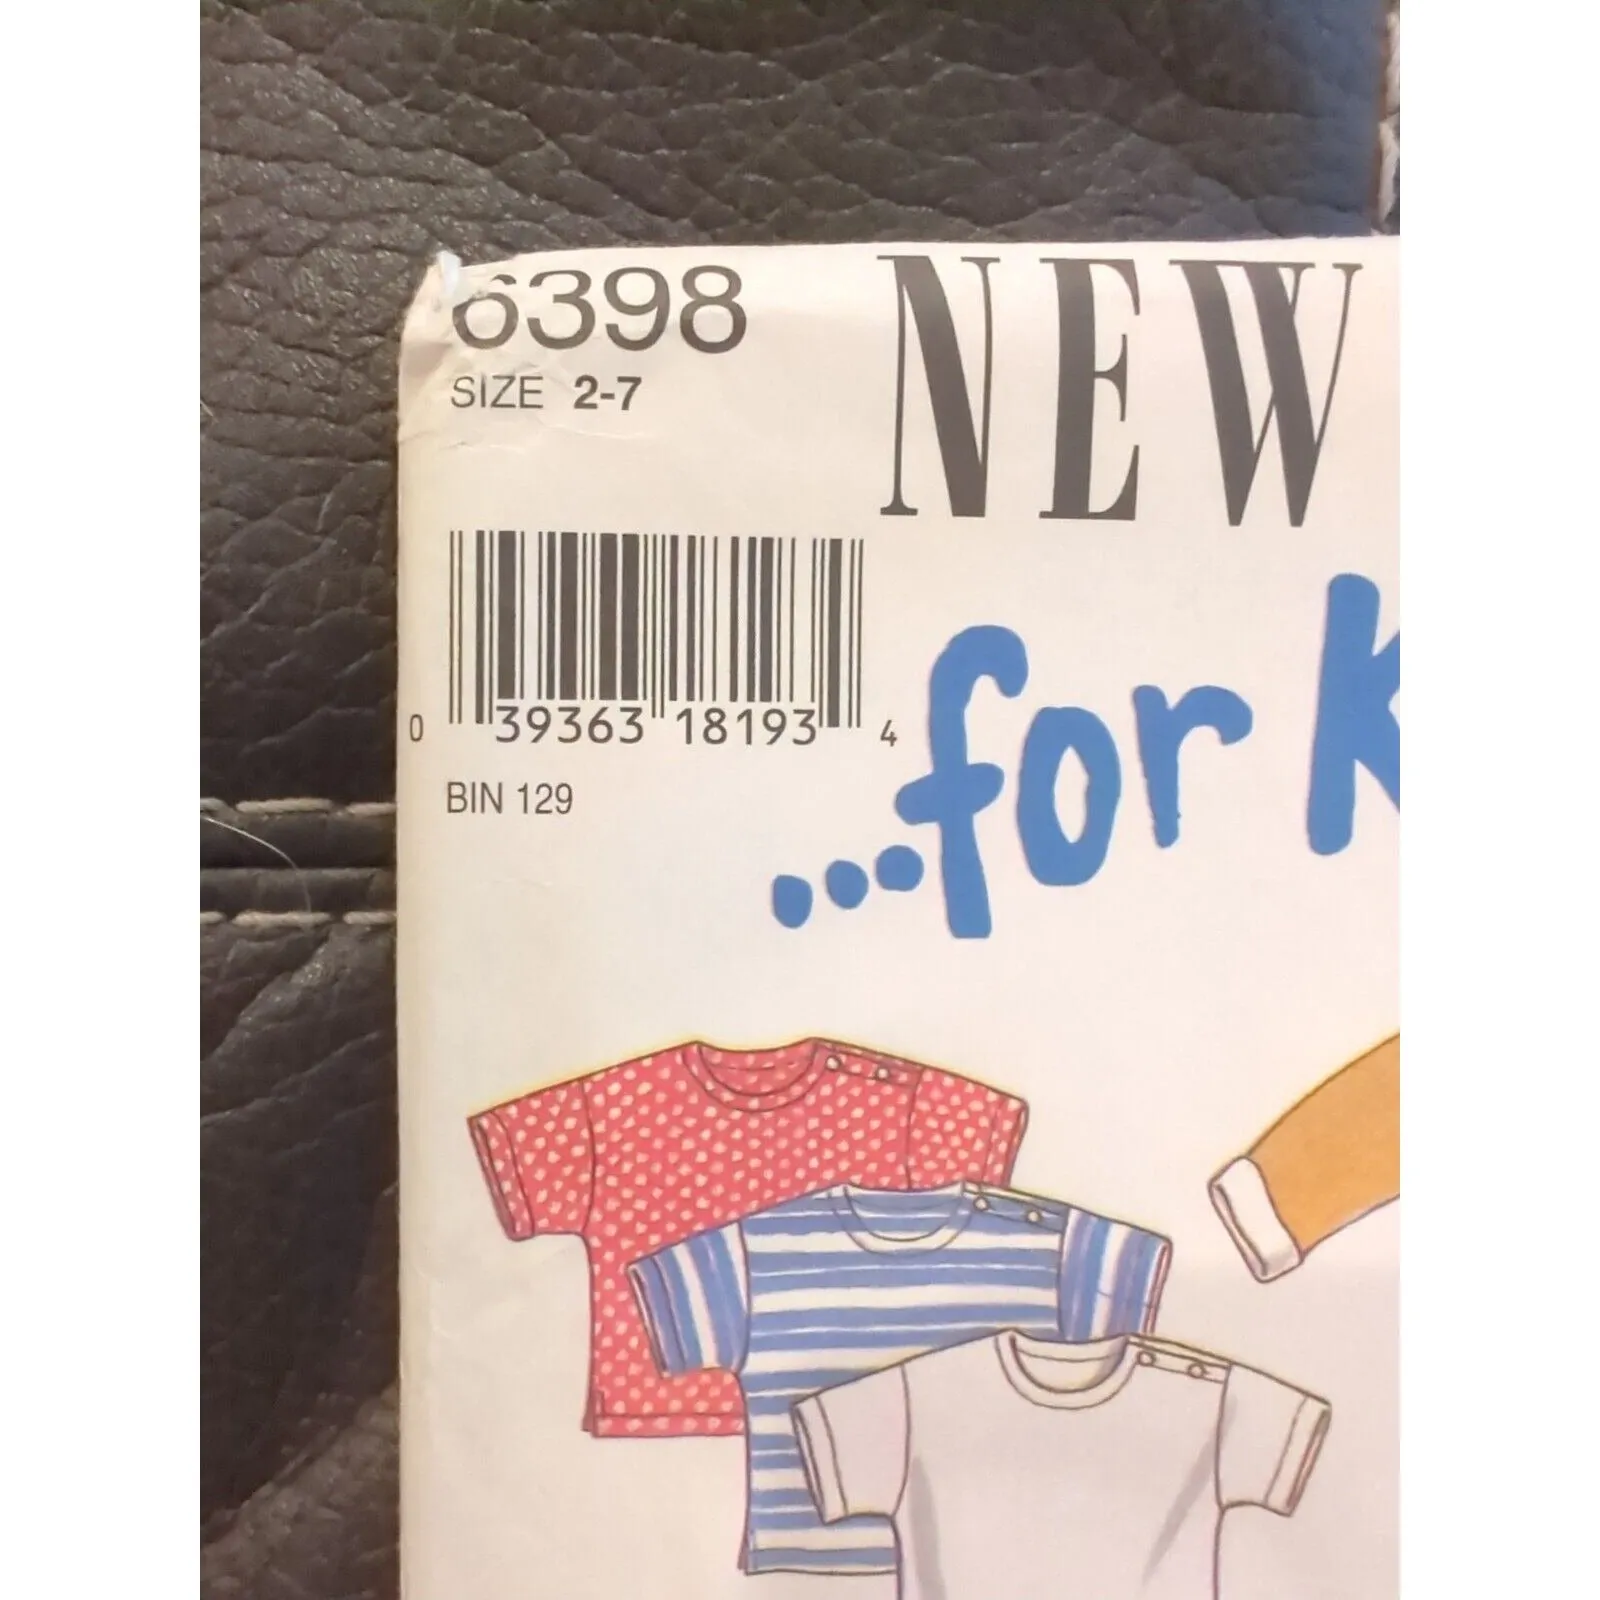 6398
SIZE 2-7
NEW
0 39363 18193 4
BIN 129
...for K